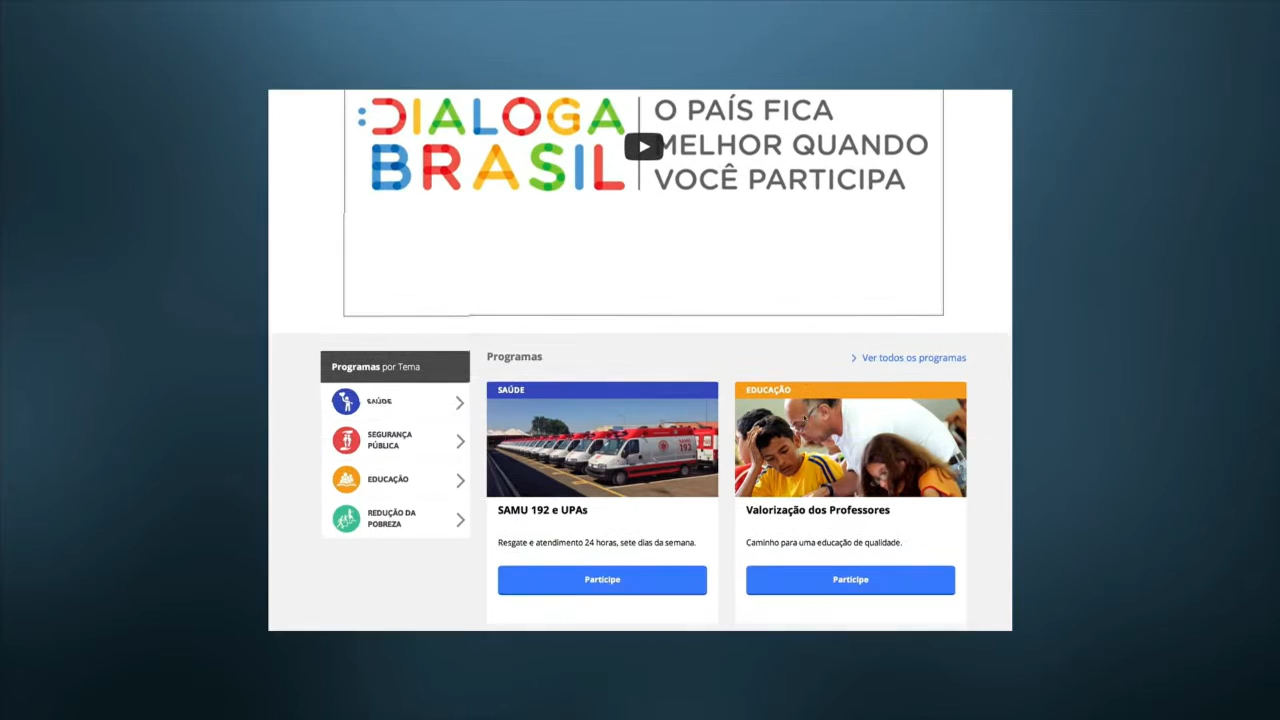 :DIALOGA
BRASIL
O PAÍS FICA
MELHOR QUANDO
VOCÊ PARTICIPA
Programas por Tema
SAÚDE
SEGURANÇA
PÚBLICA
EDUCAÇÃO
REDUÇÃO DA
POBREZA
Programas
Ver todos os programas
SAÚDE
SAMU
192
SAMU 192 e UPAs
Resgate e atendimento 24 horas, sete dias da semana.
Participe
EDUCAÇÃO
Valorização dos Professores
Caminho para uma educação de qualidade.
Participe